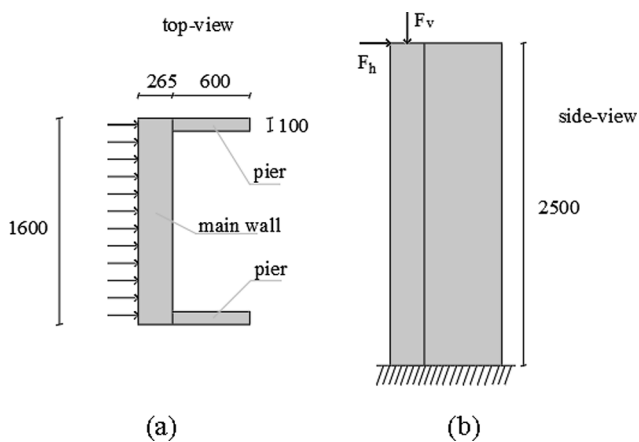 top-view
265 600
100
pier
1600
main wall
pier
(a)
Fv
Fh
side-view
2500
(b)